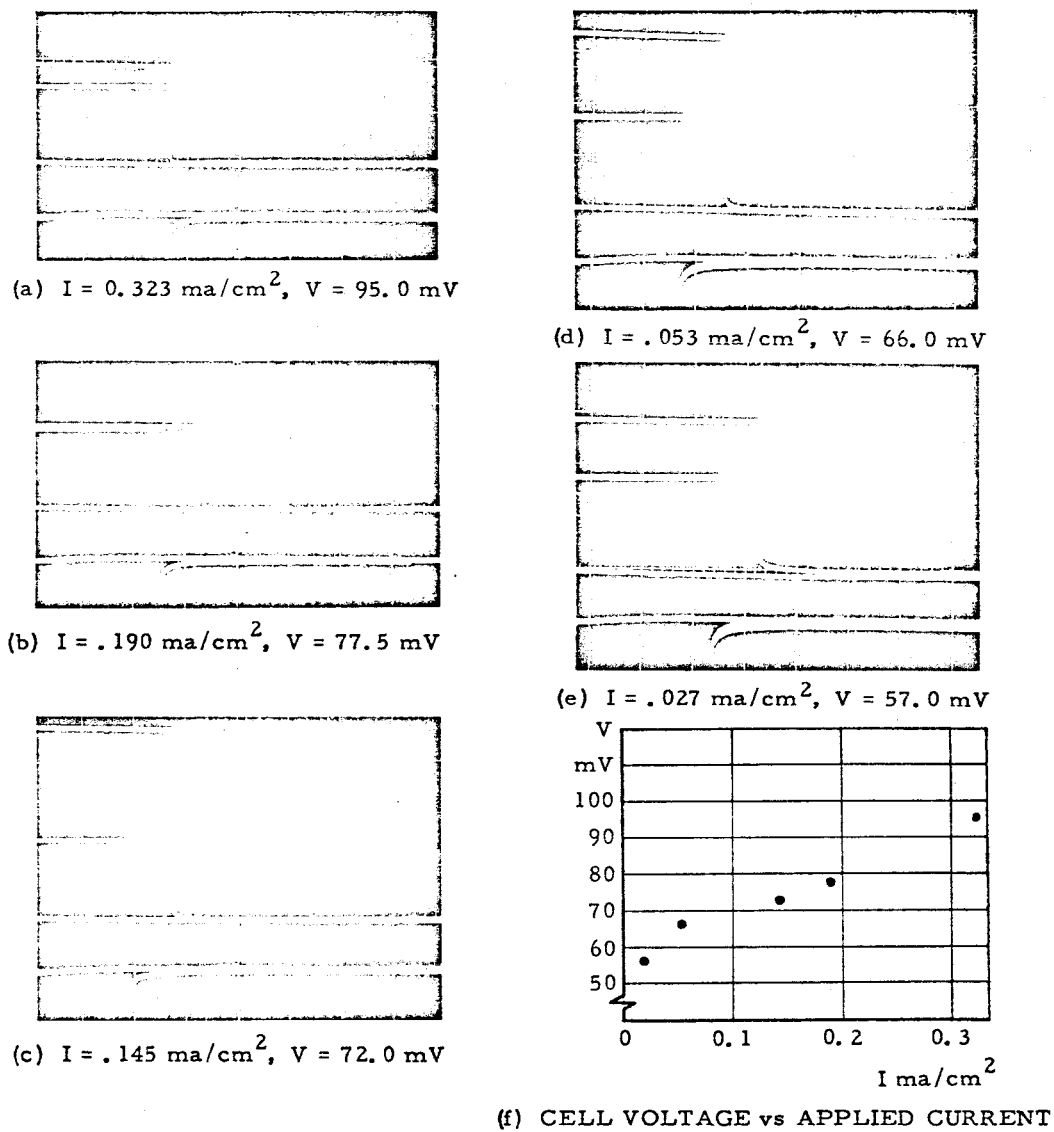 (a) I = 0.323 ma/cm², V = 95.0 mV
(b) I = .190 ma/cm², V = 77.5 mV
(c) I = .145 ma/cm², V = 72.0 mV
(d) I = .053 ma/cm², V = 66.0 mV
(e) I = .027 ma/cm², V = 57.0 mV
V
mV
100
90
80
70
60
50
0 0.1 0.2 0.3
I ma/cm²
(f) CELL VOLTAGE vs APPLIED CURRENT